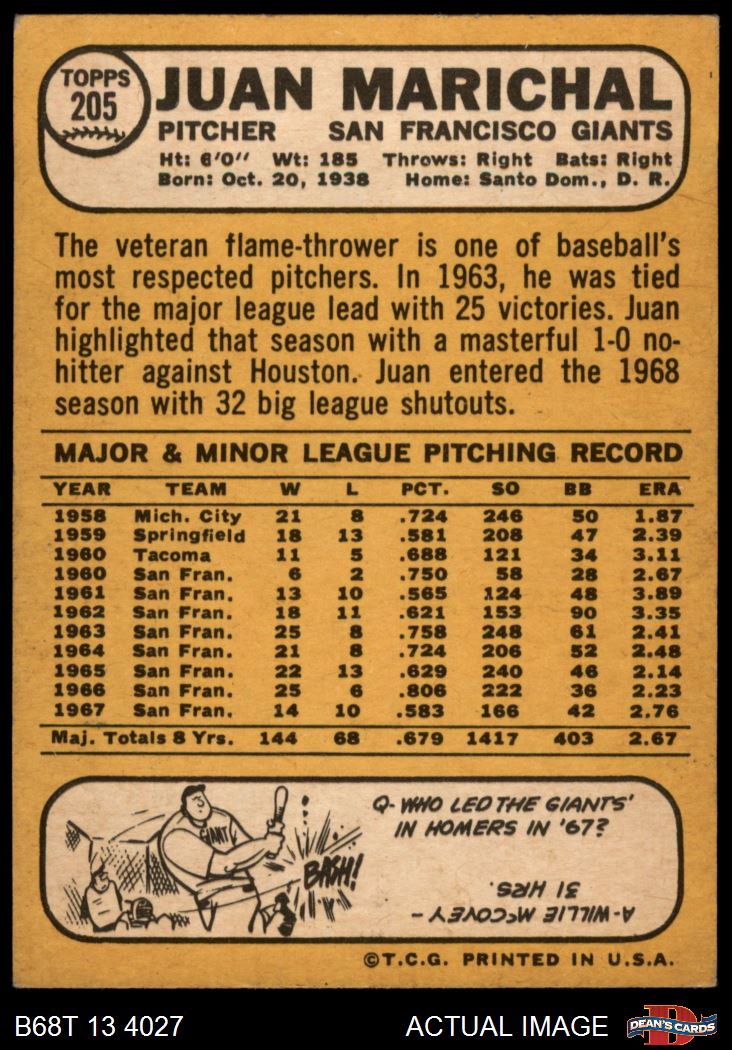 TOPPS
205
JUAN MARICHAL
PITCHER SAN FRANCISCO GIANTS
Ht: 6'0" Wt: 185 Throws: Right Bats: Right
Born: Oct. 20, 1938 Home: Santo Dom., D. R.
The veteran flame-thrower is one of baseball's
most respected pitchers. In 1963, he was tied
for the major league lead with 25 victories. Juan
highlighted that season with a masterful 1-0 no-
hitter against Houston. Juan entered the 1968
season with 32 big league shutouts.
MAJOR & MINOR LEAGUE PITCHING RECORD
YEAR TEAM W L PCT. SO BB ERA
1958 Mich. City 21 8 .724 246 50 1.87
1959 Springfield 18 13 .581 208 47 2.39
1960 Tacoma 11 5 .688 121 34 3.11
1960 San Fran. 6 2 .750 58 28 2.67
1961 San Fran. 13 10 .565 124 48 3.89
1962 San Fran. 18 11 .621 153 90 3.35
1963 San Fran. 25 8 .758 248 61 2.41
1964 San Fran. 21 8 .724 206 52 2.48
1965 San Fran. 22 13 .629 240 46 2.14
1966 San Fran. 25 6 .806 222 36 2.23
1967 San Fran. 14 10 .583 166 42 2.76
Maj. Totals 8 Yrs. 144 68 .679 1417 403 2.67
GIANT
BASH!
Q- WHO LED THE GIANTS'
IN HOMERS IN '67?
A- WILLIE McCOVEY -
31 HRS.
©T.C.G. PRINTED IN U.S.A.
B68T 13 4027 ACTUAL IMAGE
D
DEAN'S CARDS